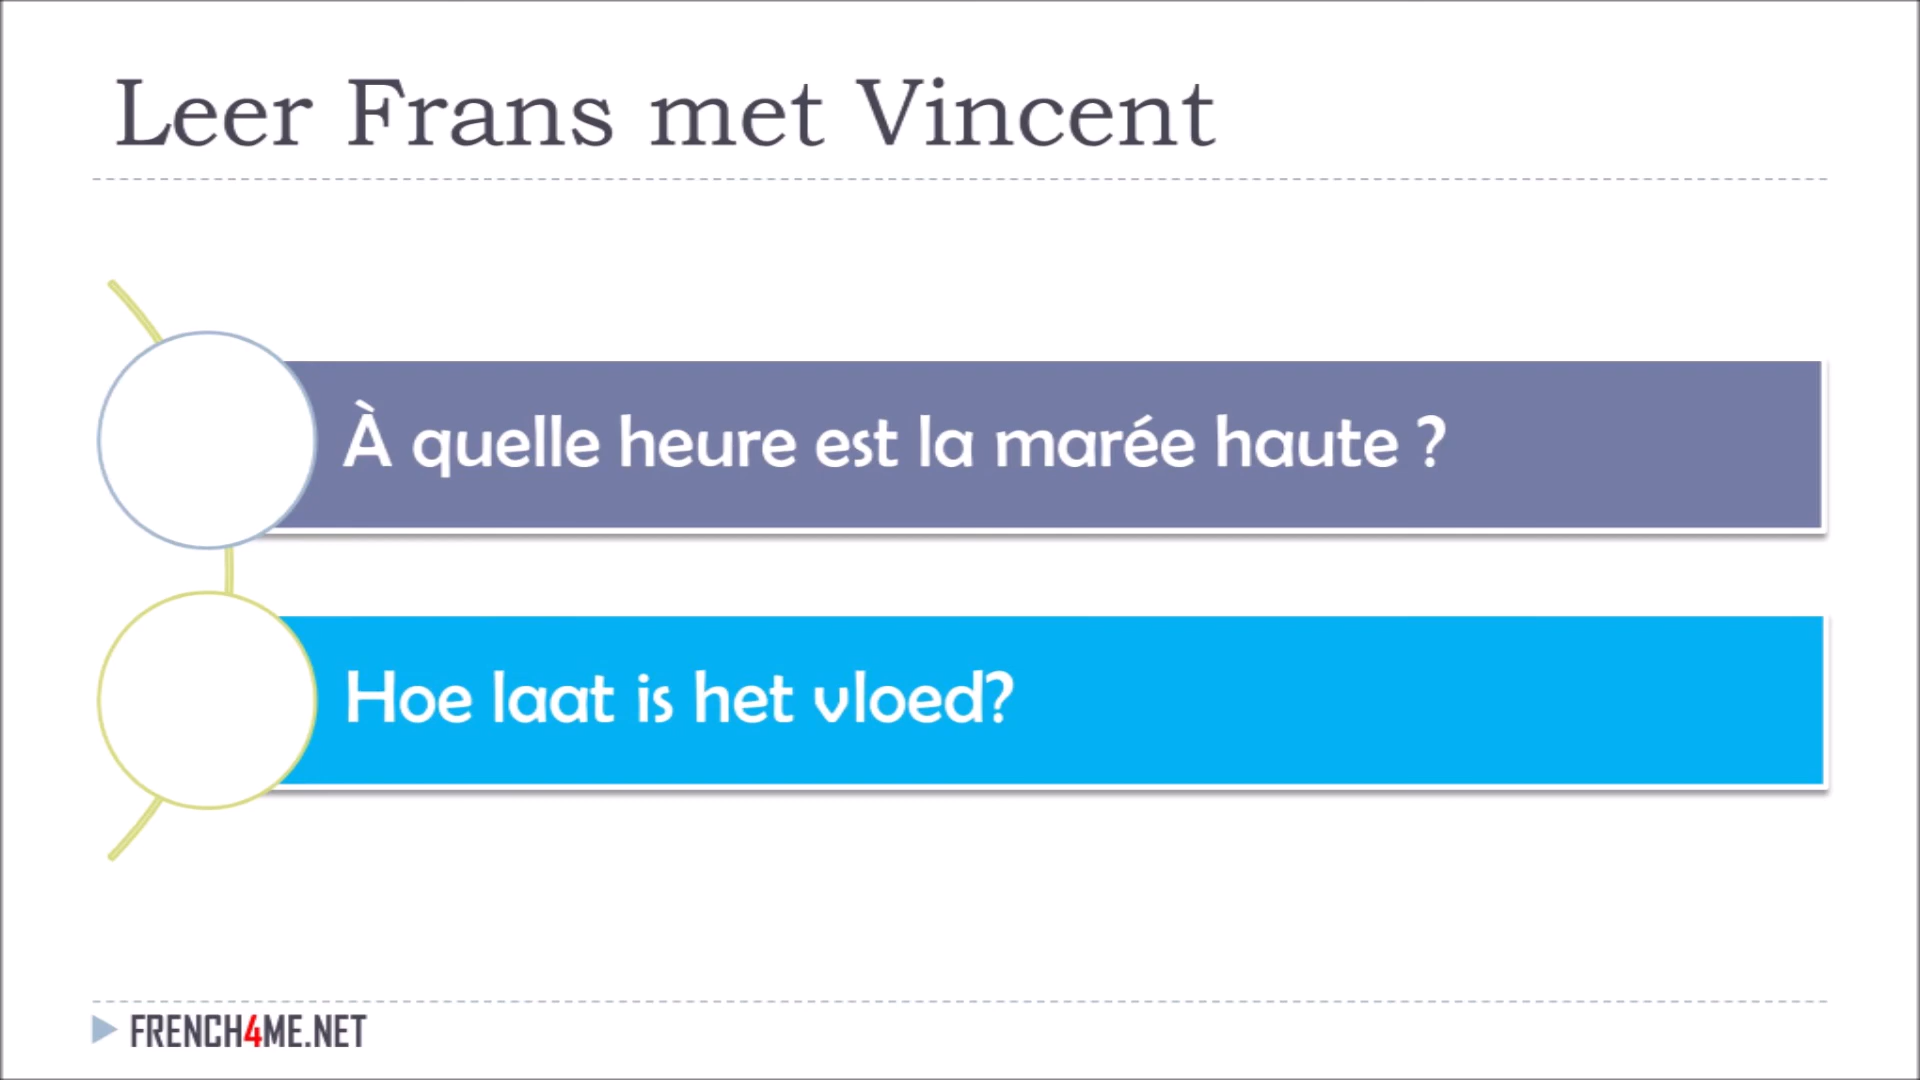 Leer Frans met Vincent
À quelle heure est la marée haute ?
Hoe laat is het vloed?
FRENCH4ME.NET